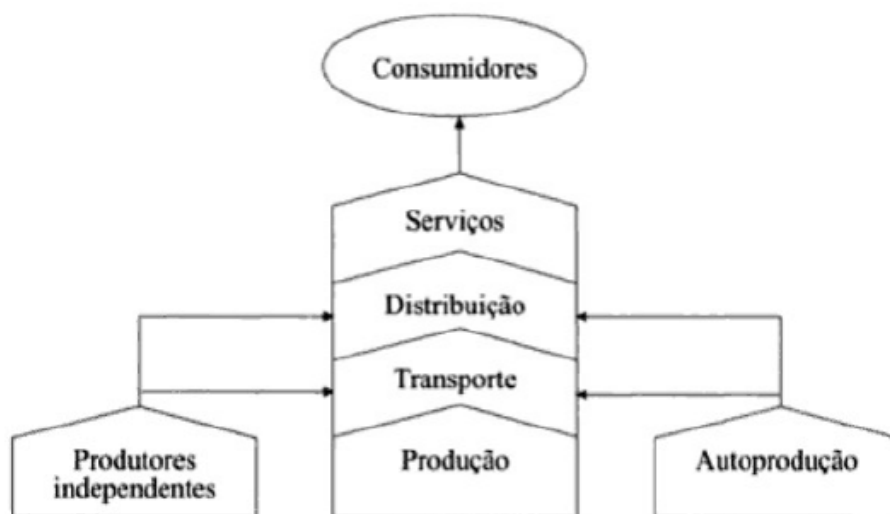 Consumidores
Serviços
Distribuição
Transporte
Produtores
independentes
Produção
Autoprodução